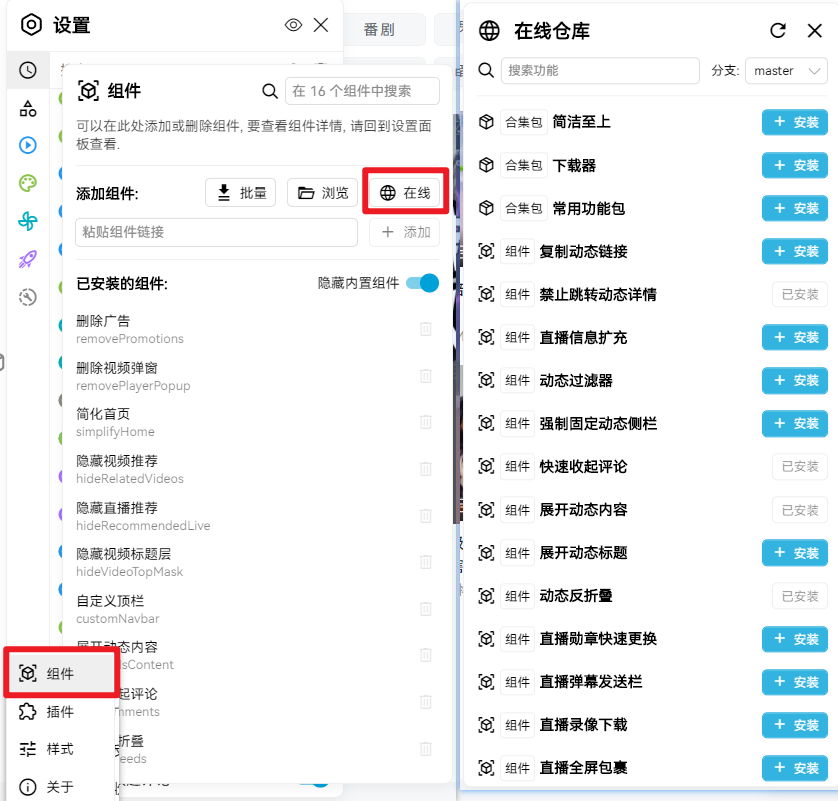 设置
番剧
组件
在 16 个组件中搜索
可以在此处添加或删除组件, 要查看组件详情, 请回到设置面
板查看.
添加组件:
批量
浏览
在线
粘贴组件链接
添加
已安装的组件:
隐藏内置组件
删除广告
removePromotions
删除视频弹窗
removePlayerPopup
简化首页
simplifyHome
隐藏视频推荐
hideRelatedVideos
隐藏直播推荐
hideRecommendedLive
隐藏视频标题层
hideVideoTopMask
自定义顶栏
customNavbar
展开动态内容
sContent
起评论
nments
折叠
eeds
组件
插件
样式
关于
在线仓库
搜索功能
分支:
master
合集包 简洁至上 安装
合集包 下载器 安装
合集包 常用功能包 安装
组件 复制动态链接 安装
组件 禁止跳转动态详情 已安装
组件 直播信息扩充 安装
组件 动态过滤器 安装
组件 强制固定动态侧栏 安装
组件 快速收起评论 已安装
组件 展开动态内容 已安装
组件 展开动态标题 安装
组件 动态反折叠 已安装
组件 直播勋章快速更换 安装
组件 直播弹幕发送栏 安装
组件 直播录像下载 安装
组件 直播全屏包裹 安装